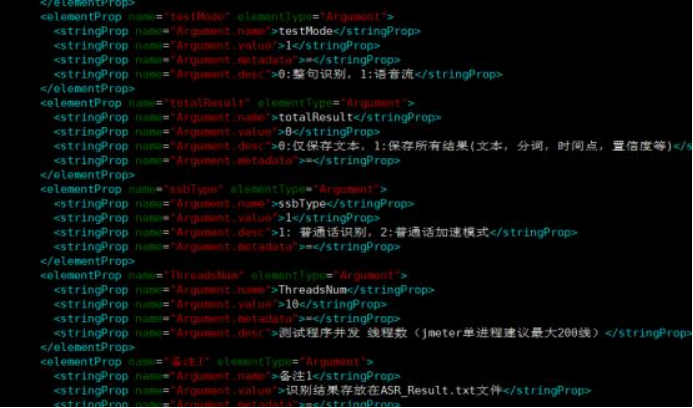 </elementProp>
<elementProp name="testMode" elementType="Argument">
<stringProp name="Argument.name">testMode</stringProp>
<stringProp name="Argument.value">1</stringProp>
<stringProp name="Argument.metadata">=</stringProp>
<stringProp name="Argument.desc">0:整句识别，1:语音流</stringProp>
</elementProp>
<elementProp name="totalResult" elementType="Argument">
<stringProp name="Argument.name">totalResult</stringProp>
<stringProp name="Argument.value">0</stringProp>
<stringProp name="Argument.desc">0:仅保存文本，1:保存所有结果(文本，分词，时间点，置信度等)</s
<stringProp name="Argument.metadata">=</stringProp>
</elementProp>
<elementProp name="ssbType" elementType="Argument">
<stringProp name="Argument.name">ssbType</stringProp>
<stringProp name="Argument.value">1</stringProp>
<stringProp name="Argument.desc">1: 普通话识别，2:普通话加速模式</stringProp>
<stringProp name="Argument.metadata">=</stringProp>
</elementProp>
<elementProp name="ThreadsNum" elementType="Argument">
<stringProp name="Argument.name">ThreadsNum</stringProp>
<stringProp name="Argument.value">10</stringProp>
<stringProp name="Argument.metadata">=</stringProp>
<stringProp name="Argument.desc">测试程序并发 线程数（jmeter单进程建议最大200线）</stringProp>
</elementProp>
<elementProp name="备注1" elementType="Argument">
<stringProp name="Argument.name">备注1</stringProp>
<stringProp name="Argument.value">识别结果存放在ASR_Result.txt文件</stringProp>
<stringProp name="Argument.metadata">=</stringProp>